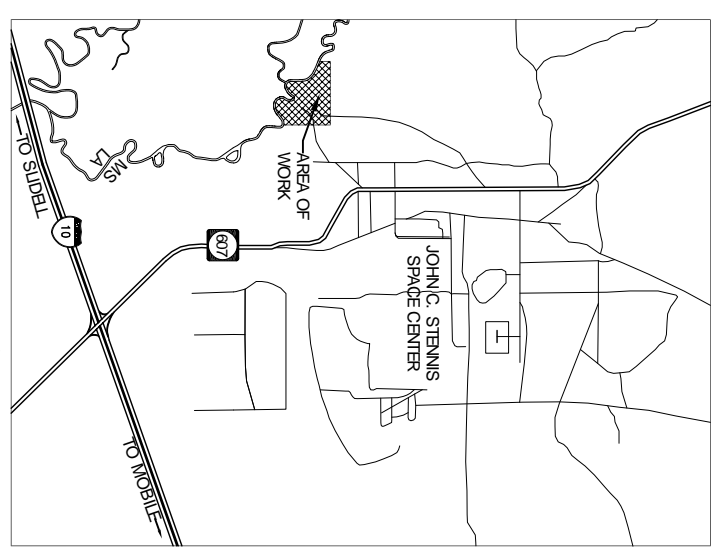 AREA OF
WORK
MS
LA
TO SLIDELL
10
607
JOHN C. STENNIS
SPACE CENTER
TO MOBILE